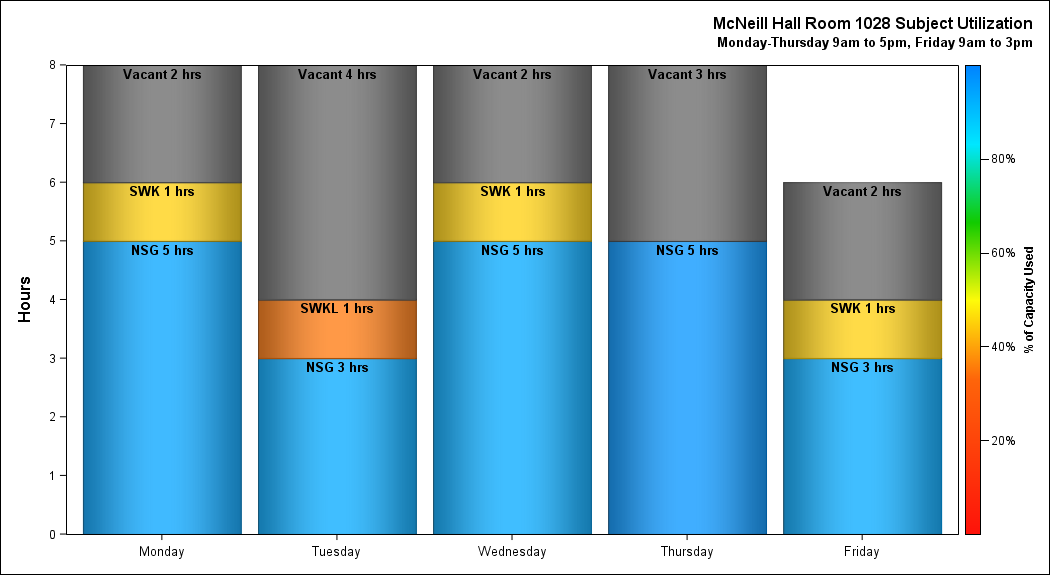 McNeill Hall Room 1028 Subject Utilization
Monday-Thursday 9am to 5pm, Friday 9am to 3pm
Hours
8
7
6
5
4
3
2
1
0
Vacant 2 hrs
SWK 1 hrs
NSG 5 hrs
Vacant 4 hrs
SWKL 1 hrs
NSG 3 hrs
Vacant 2 hrs
SWK 1 hrs
NSG 5 hrs
Vacant 3 hrs
NSG 5 hrs
Vacant 2 hrs
SWK 1 hrs
NSG 3 hrs
Monday
Tuesday
Wednesday
Thursday
Friday
80%
60%
40%
20%
% of Capacity Used